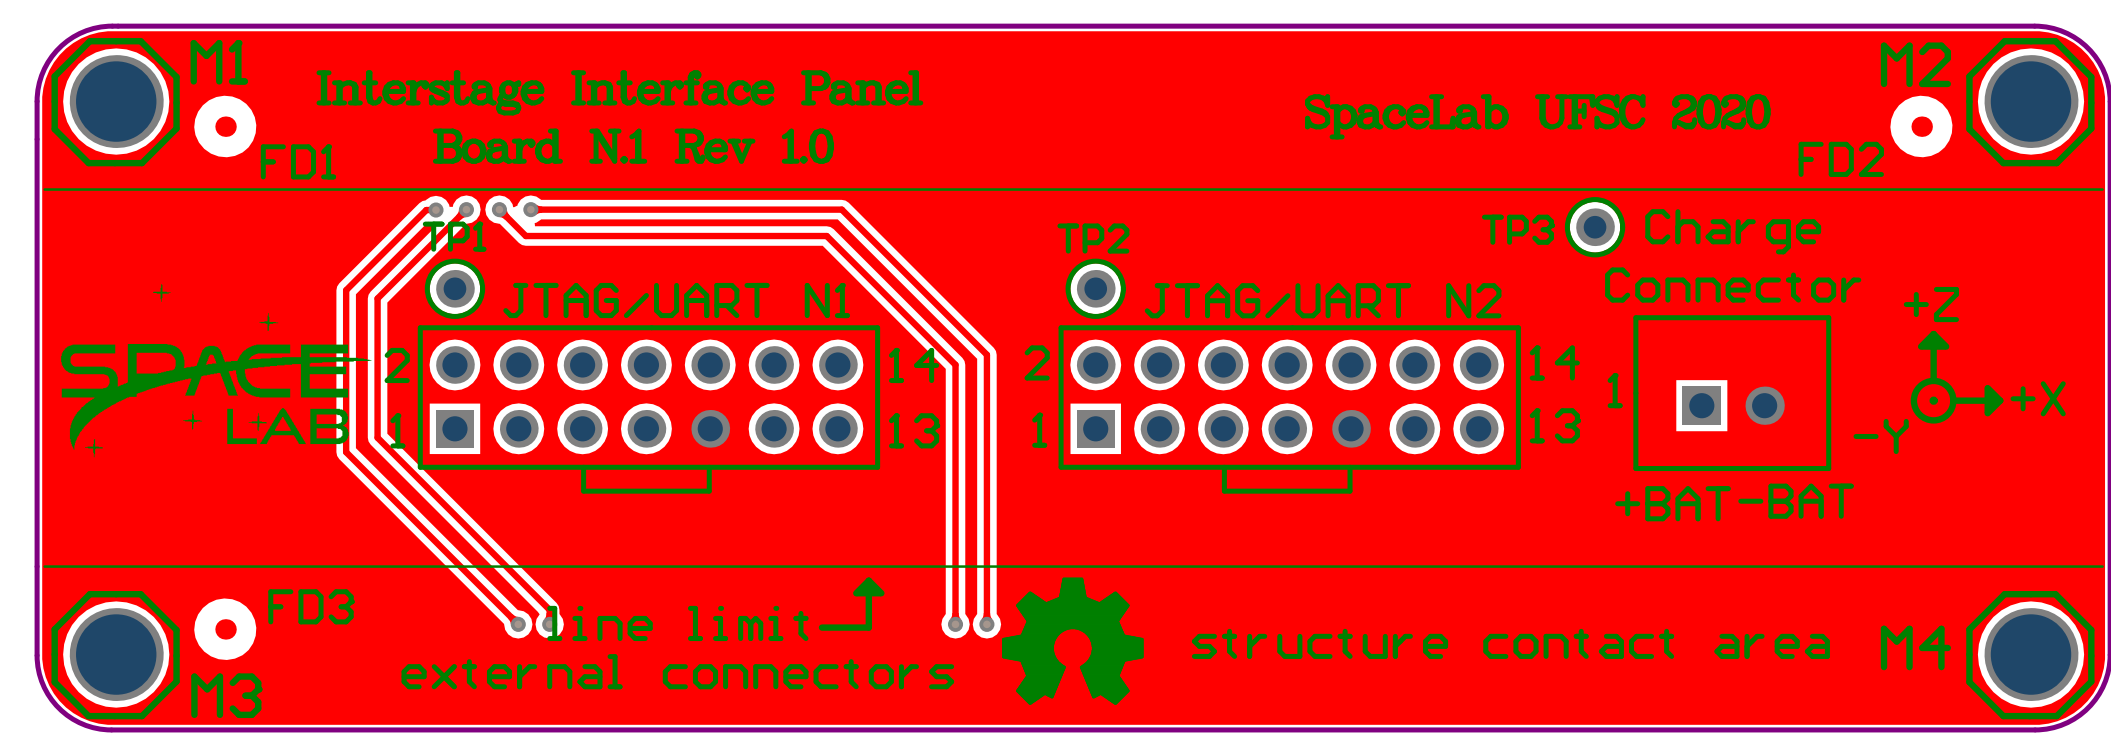 M1
Interstage Interface Panel
Board N.1 Rev 1.0
FD1
SpaceLab UFSC 2020
M2
FD2
TP1
TP2
TP3
Charge
Connector
JTAG/UART N1
JTAG/UART N2
+Z
SPACE
LAB
2
14
1
13
2
14
1
13
1
+X
-Y
+BAT
-BAT
FD3
M3
line limit
external connectors
structure contact area
M4